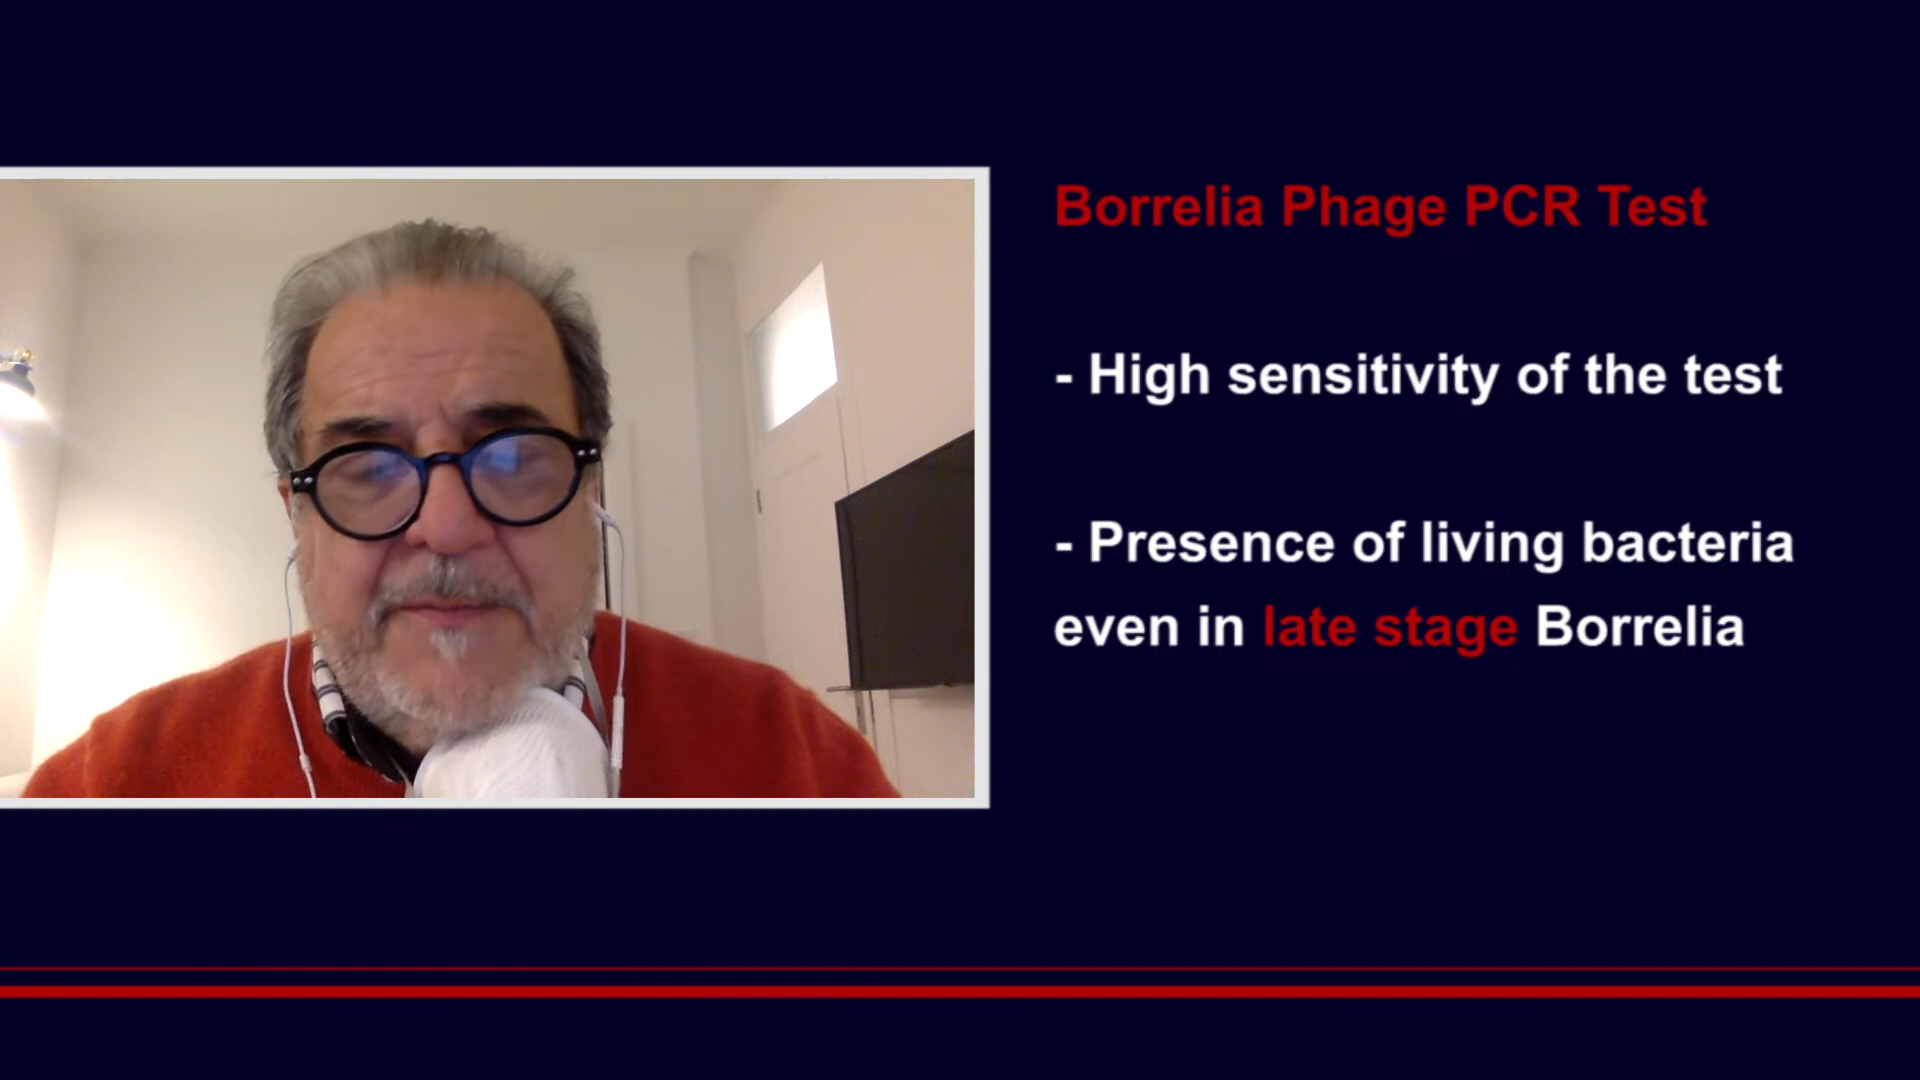 Borrelia Phage PCR Test
- High sensitivity of the test
- Presence of living bacteria
even in late stage Borrelia